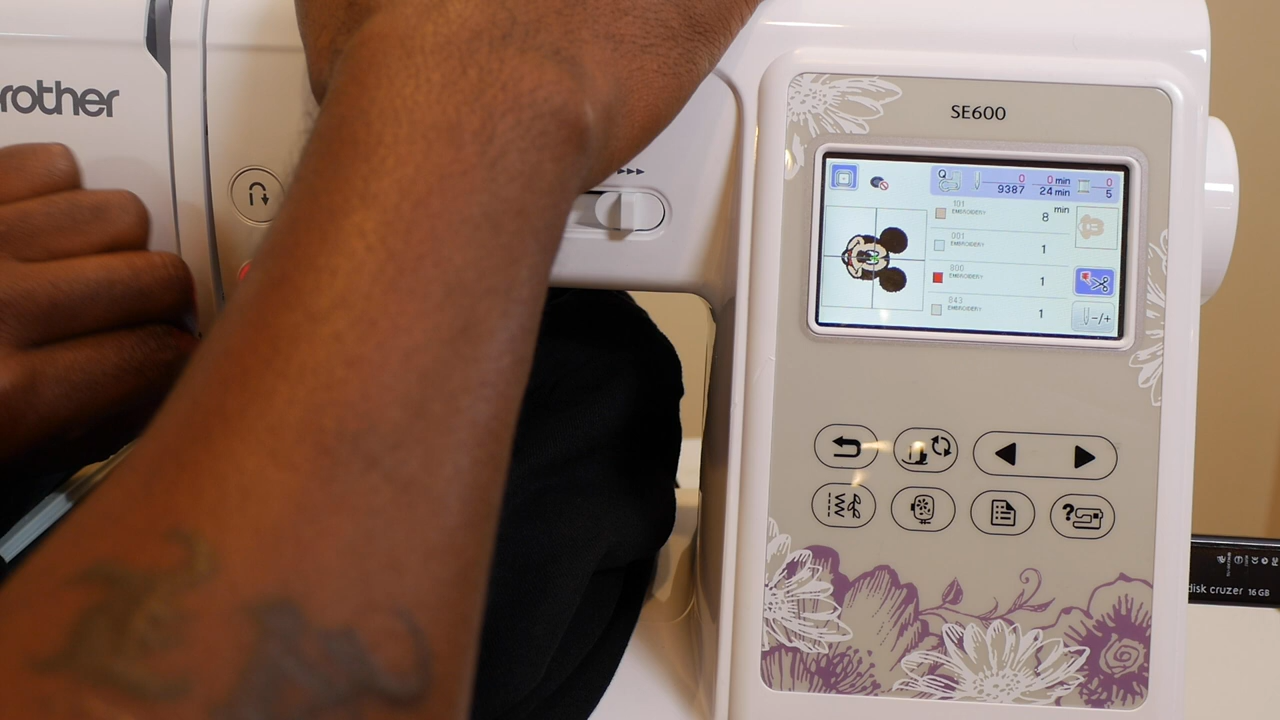 rother
SE600
0 0 min 0
9387 24 min 5
101
EMBROIDERY
min
8
001
EMBROIDERY
1
800
EMBROIDERY
1
843
EMBROIDERY
1
-/+
?
disk cruzer 16 GB